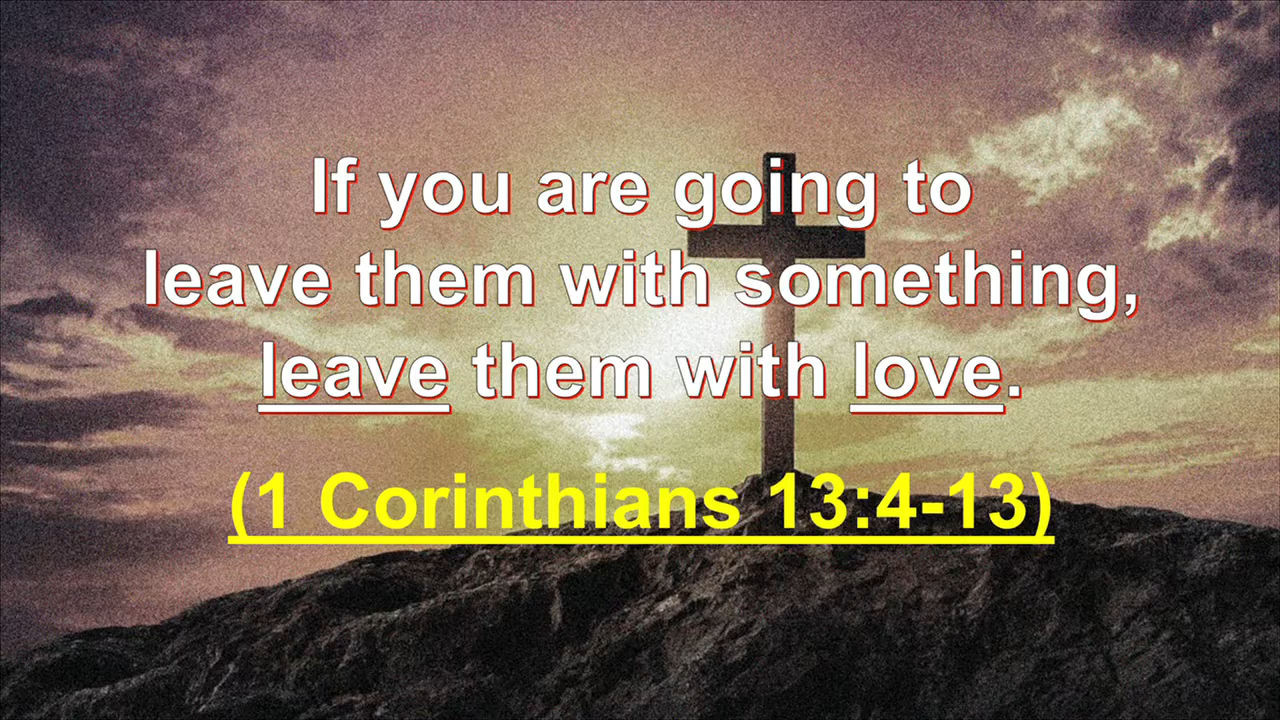 If you are going to
leave them with something,
leave them with love.
(1 Corinthians 13:4-13)